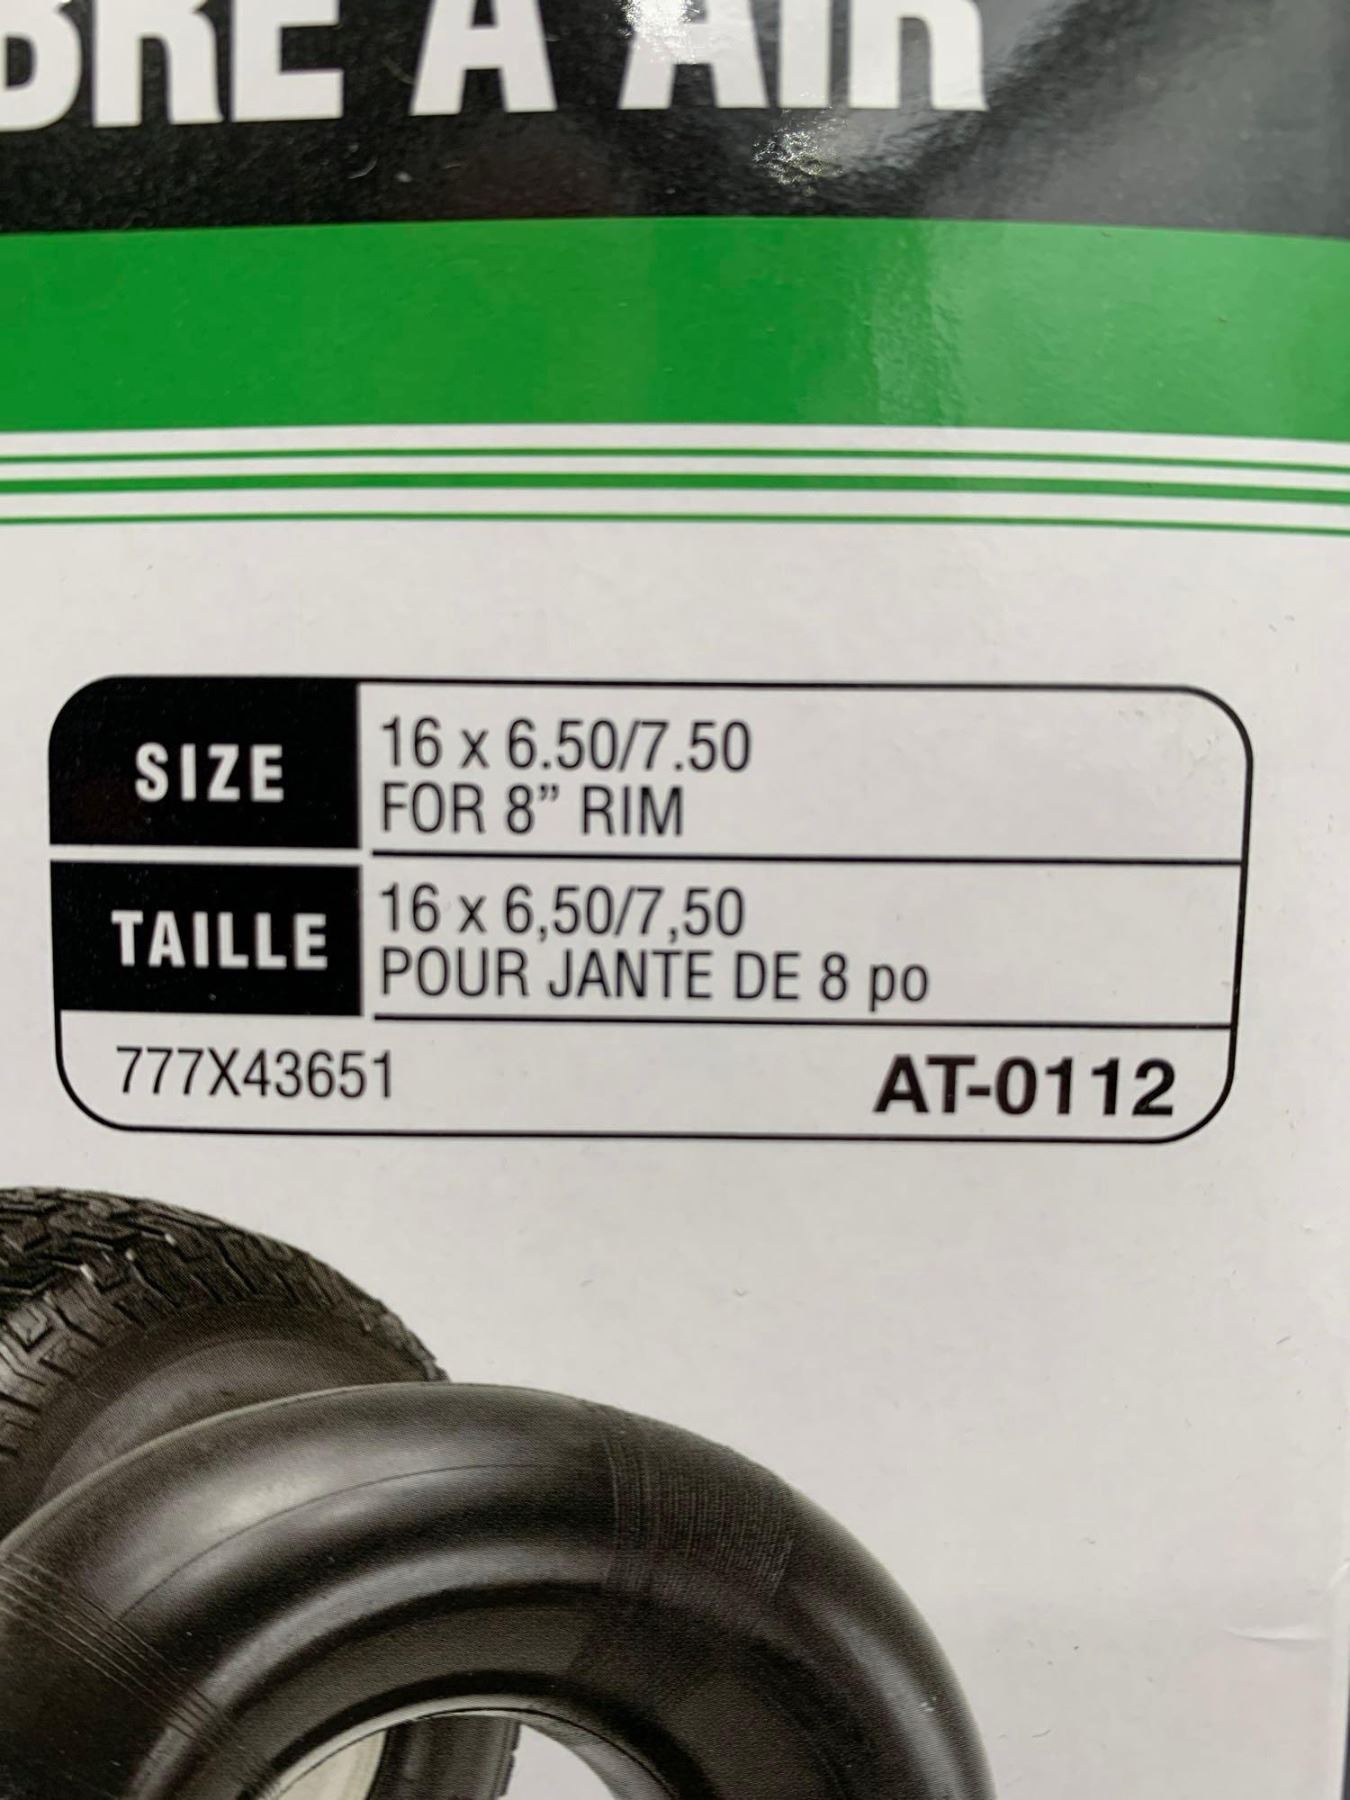 BRE À AIR
SIZE
16 x 6.50/7.50
FOR 8” RIM
TAILLE
16 x 6,50/7,50
POUR JANTE DE 8 po
777X43651
AT-0112